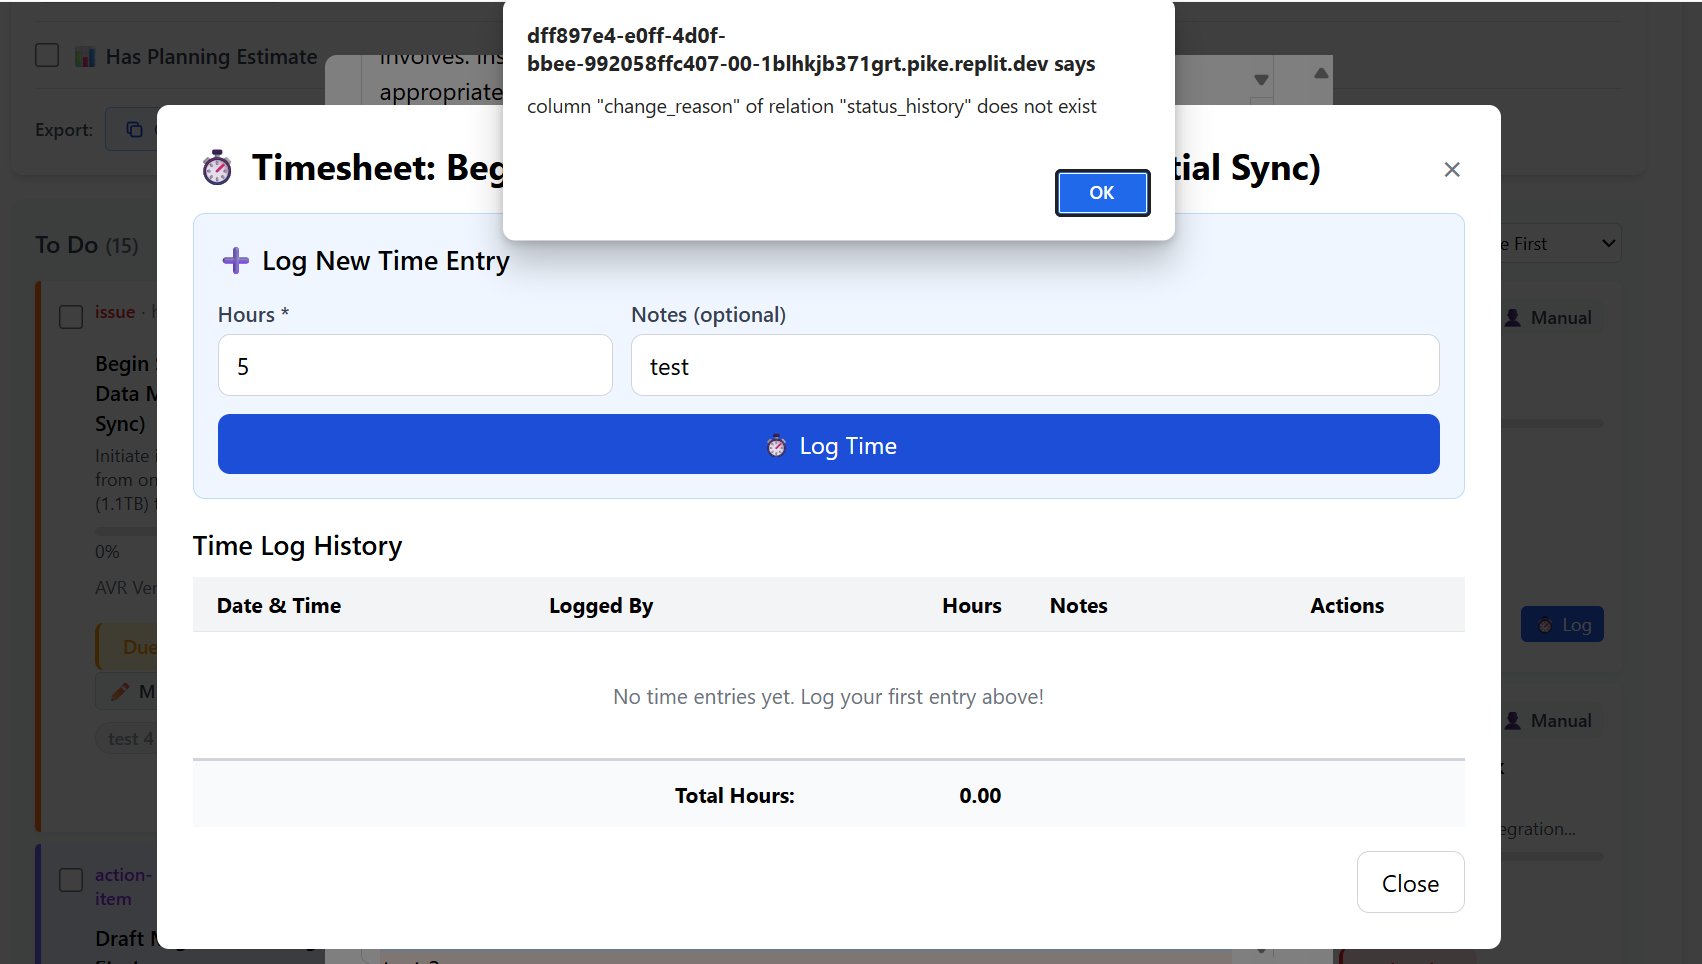 dff897e4-e0ff-4d0f-
bbee-992058ffc407-00-1blhkjb371grt.pike.replit.dev says
column "change_reason" of relation "status_history" does not exist
OK
Has Planning Estimate
involves:
appropriate
Export:
Timesheet: Beg
tial Sync)
×
Log New Time Entry
Hours *
Notes (optional)
5
test
Log Time
Time Log History
Date & Time Logged By Hours Notes Actions
No time entries yet. Log your first entry above!
Total Hours: 0.00
Close
To Do (15)
e First
issue ·
Manual
Begin
Data M
Sync)
Initiate
from on
(1.1TB)
0%
AVR Ver
Due
M
test 4
Log
Manual
egration...
action-
item
Draft